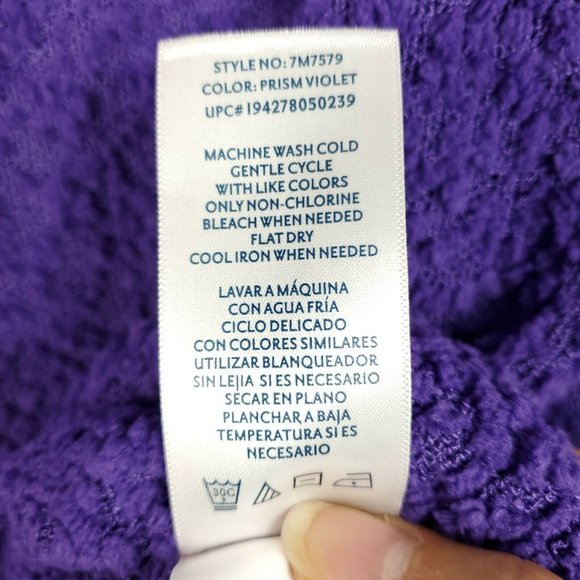 STYLE NO: 7M7579
COLOR: PRISM VIOLET
UPC# 194278050239
MACHINE WASH COLD
GENTLE CYCLE
WITH LIKE COLORS
ONLY NON-CHLORINE
BLEACH WHEN NEEDED
FLAT DRY
COOL IRON WHEN NEEDED
LAVAR A MÁQUINA
CON AGUA FRÍA
CICLO DELICADO
CON COLORES SIMILARES
UTILIZAR BLANQUEADOR
SIN LEJIA SI ES NECESARIO
SECAR EN PLANO
PLANCHAR A BAJA
TEMPERATURA SI ES
NECESARIO
30C